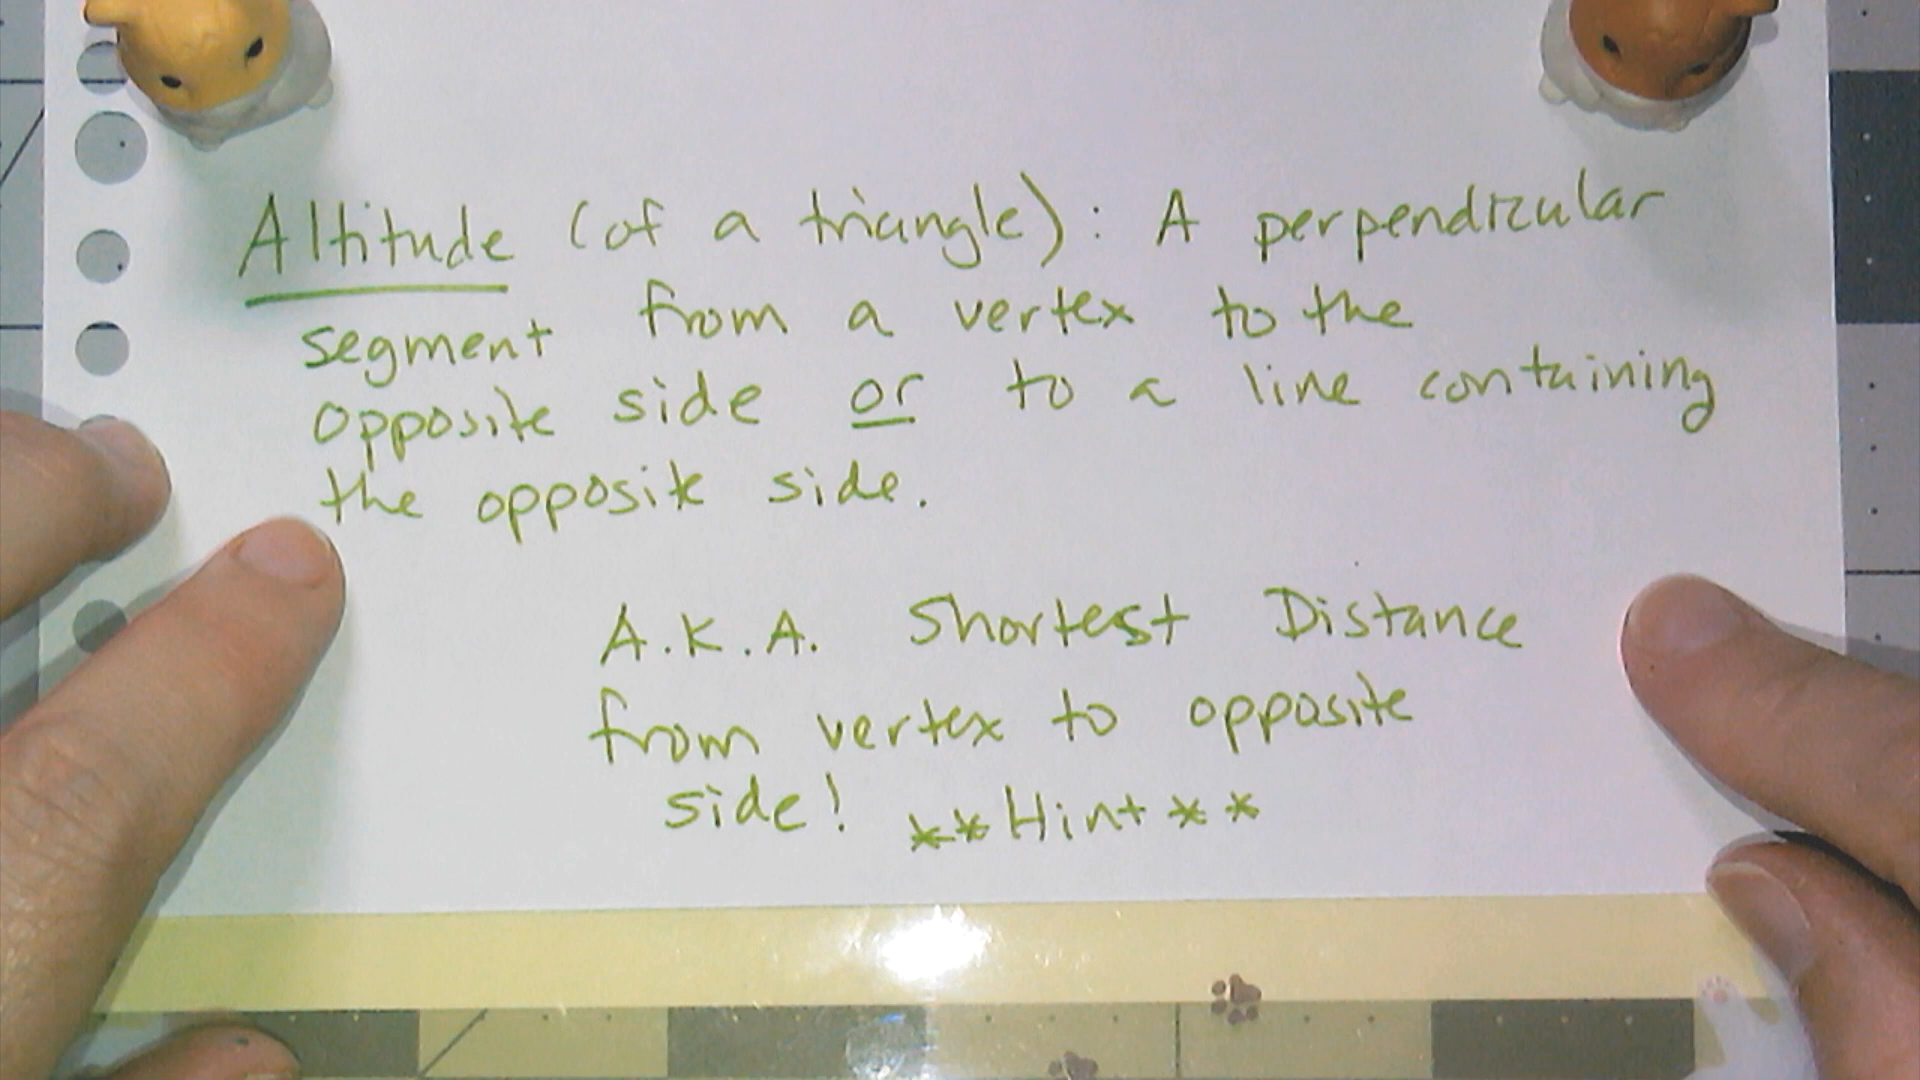 Altitude (of a triangle): A perpendicular
segment from a vertex to the
opposite side or to a line containing
the opposite side.
A.K.A. Shortest Distance
from vertex to opposite
side! **Hint**